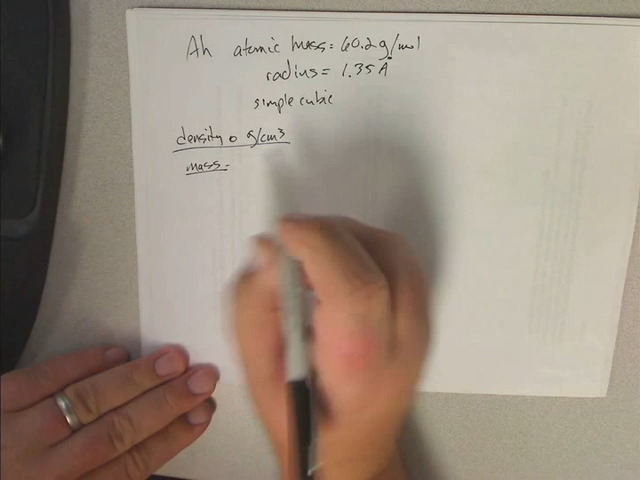 Ah atomic mass = 60.2 g/mol
radius = 1.35 Å
simple cubic
density ⇒ g/cm3
mass =